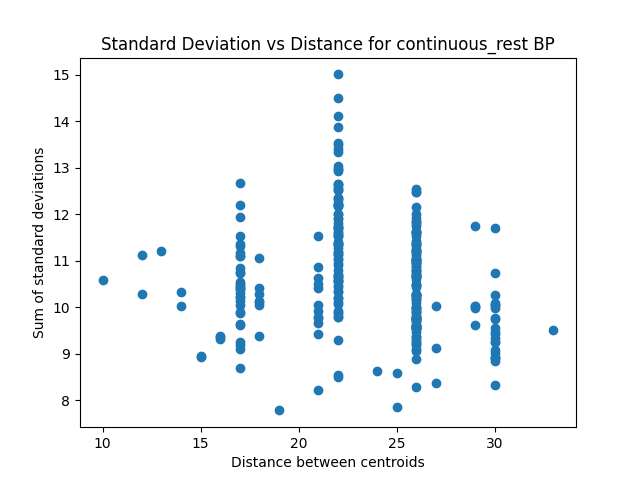 Standard Deviation vs Distance for continuous_rest BP
15
14
13
12
11
10
9
8
Sum of standard deviations
10 15 20 25 30
Distance between centroids